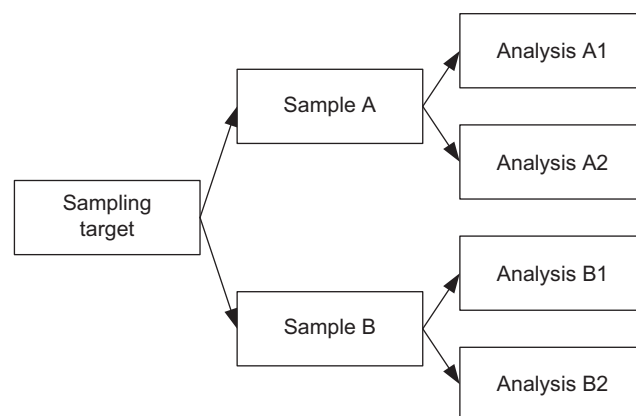 Analysis A1
Sample A
Analysis A2
Sampling
target
Analysis B1
Sample B
Analysis B2